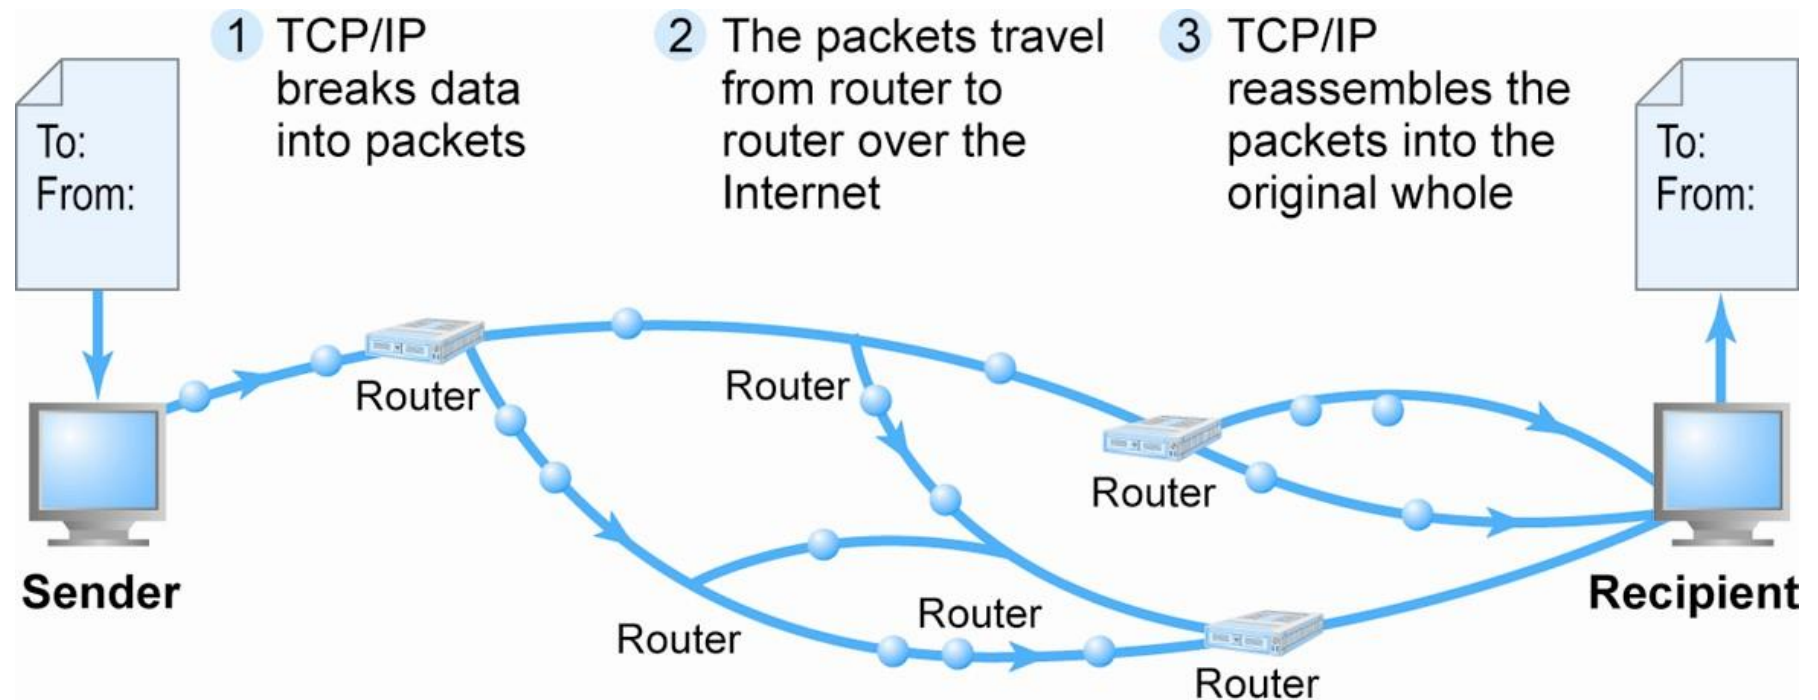 1 TCP/IP
breaks data
into packets
2 The packets travel
from router to
router over the
Internet
3 TCP/IP
reassembles the
packets into the
original whole
To:
From:
To:
From:
Router
Router
Router
Router
Router
Router
Sender
Recipient